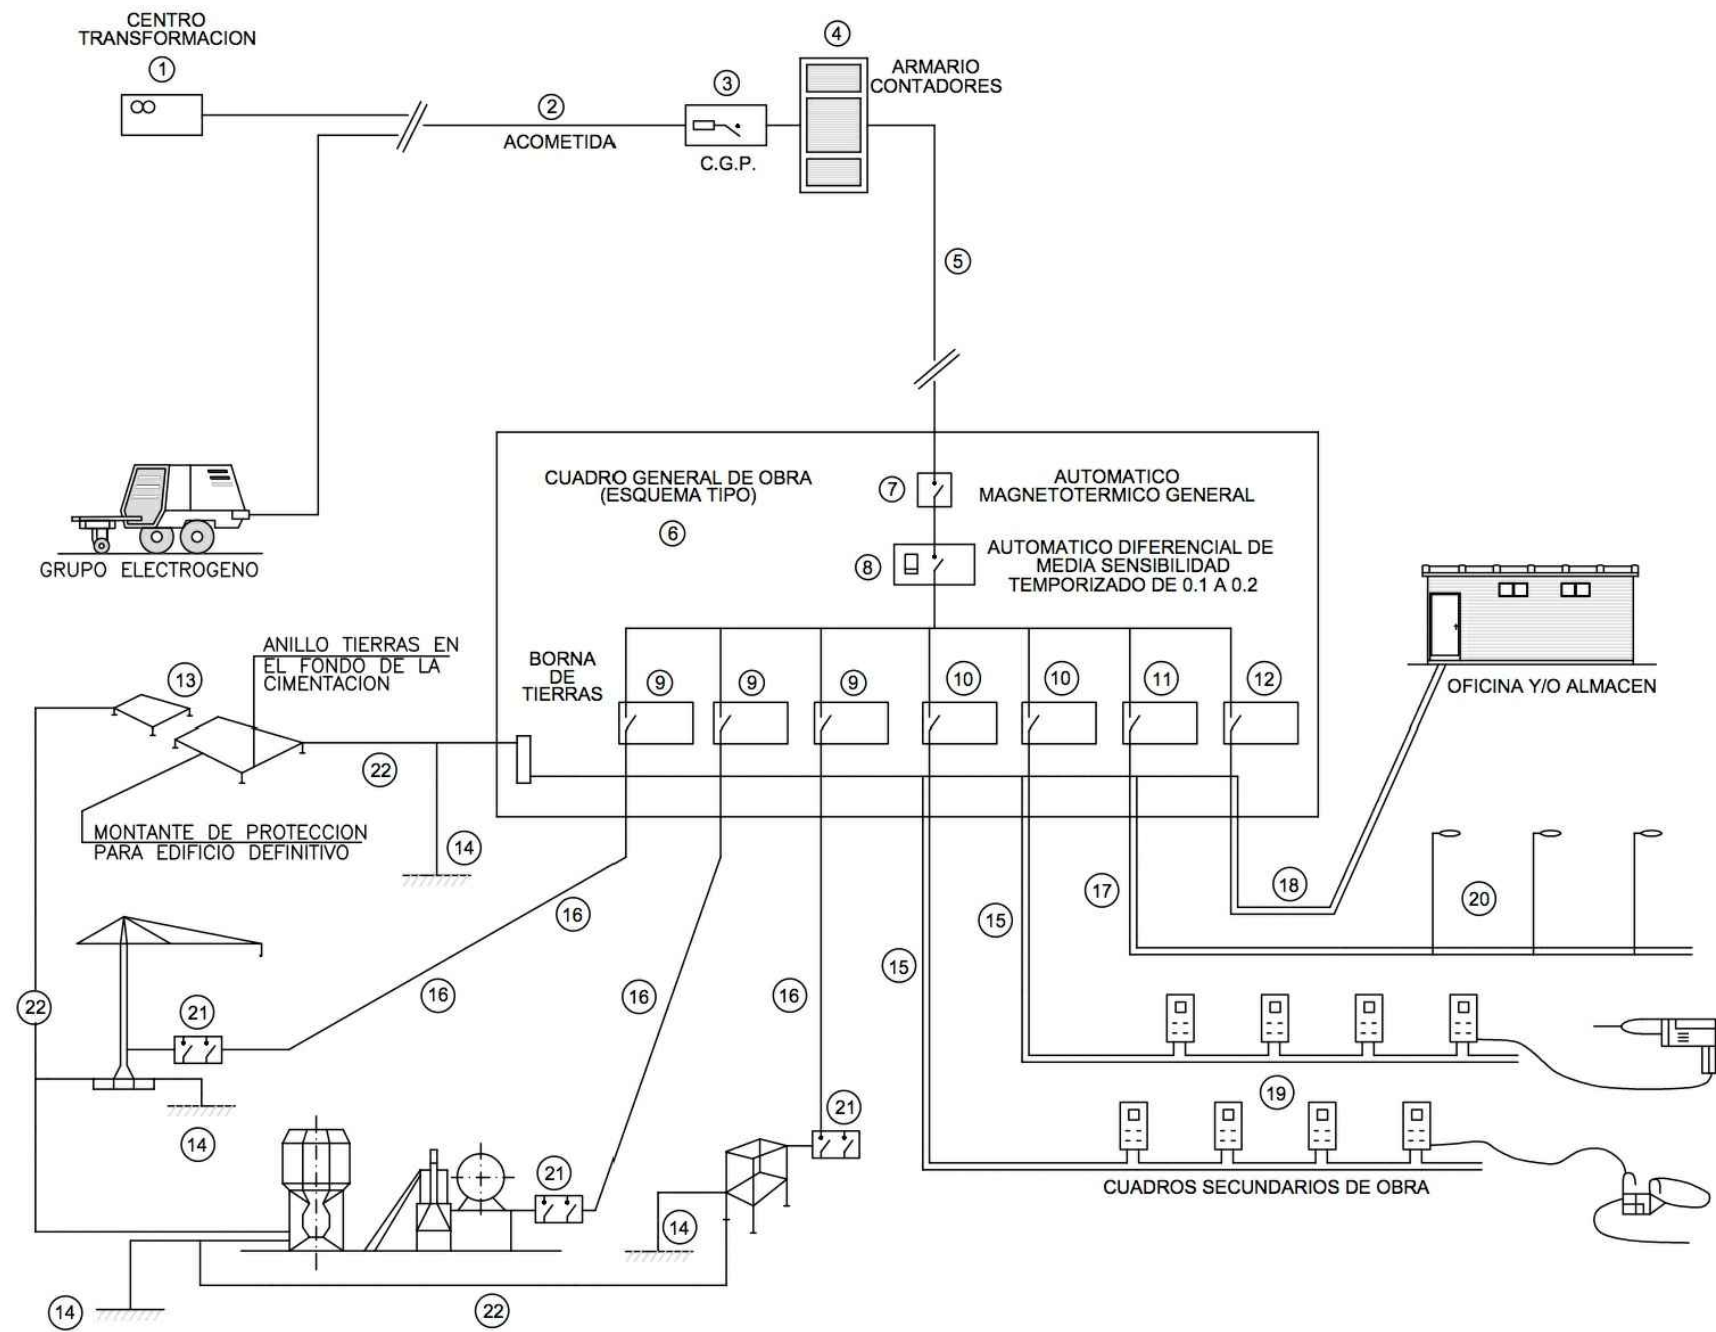 CENTRO
TRANSFORMACION
1
2
ACOMETIDA
3
C.G.P.
4
ARMARIO
CONTADORES
5
GRUPO ELECTROGENO
CUADRO GENERAL DE OBRA
(ESQUEMA TIPO)
6
7
AUTOMATICO
MAGNETOTERMICO GENERAL
8
AUTOMATICO DIFERENCIAL DE
MEDIA SENSIBILIDAD
TEMPORIZADO DE 0.1 A 0.2
BORNA
DE
TIERRAS
9
9
9
10
10
11
12
OFICINA Y/O ALMACEN
ANILLO TIERRAS EN
EL FONDO DE LA
CIMENTACION
13
22
MONTANTE DE PROTECCION
PARA EDIFICIO DEFINITIVO
14
16
15
17
18
20
15
16
16
16
22
21
14
19
21
21
14
CUADROS SECUNDARIOS DE OBRA
14
22